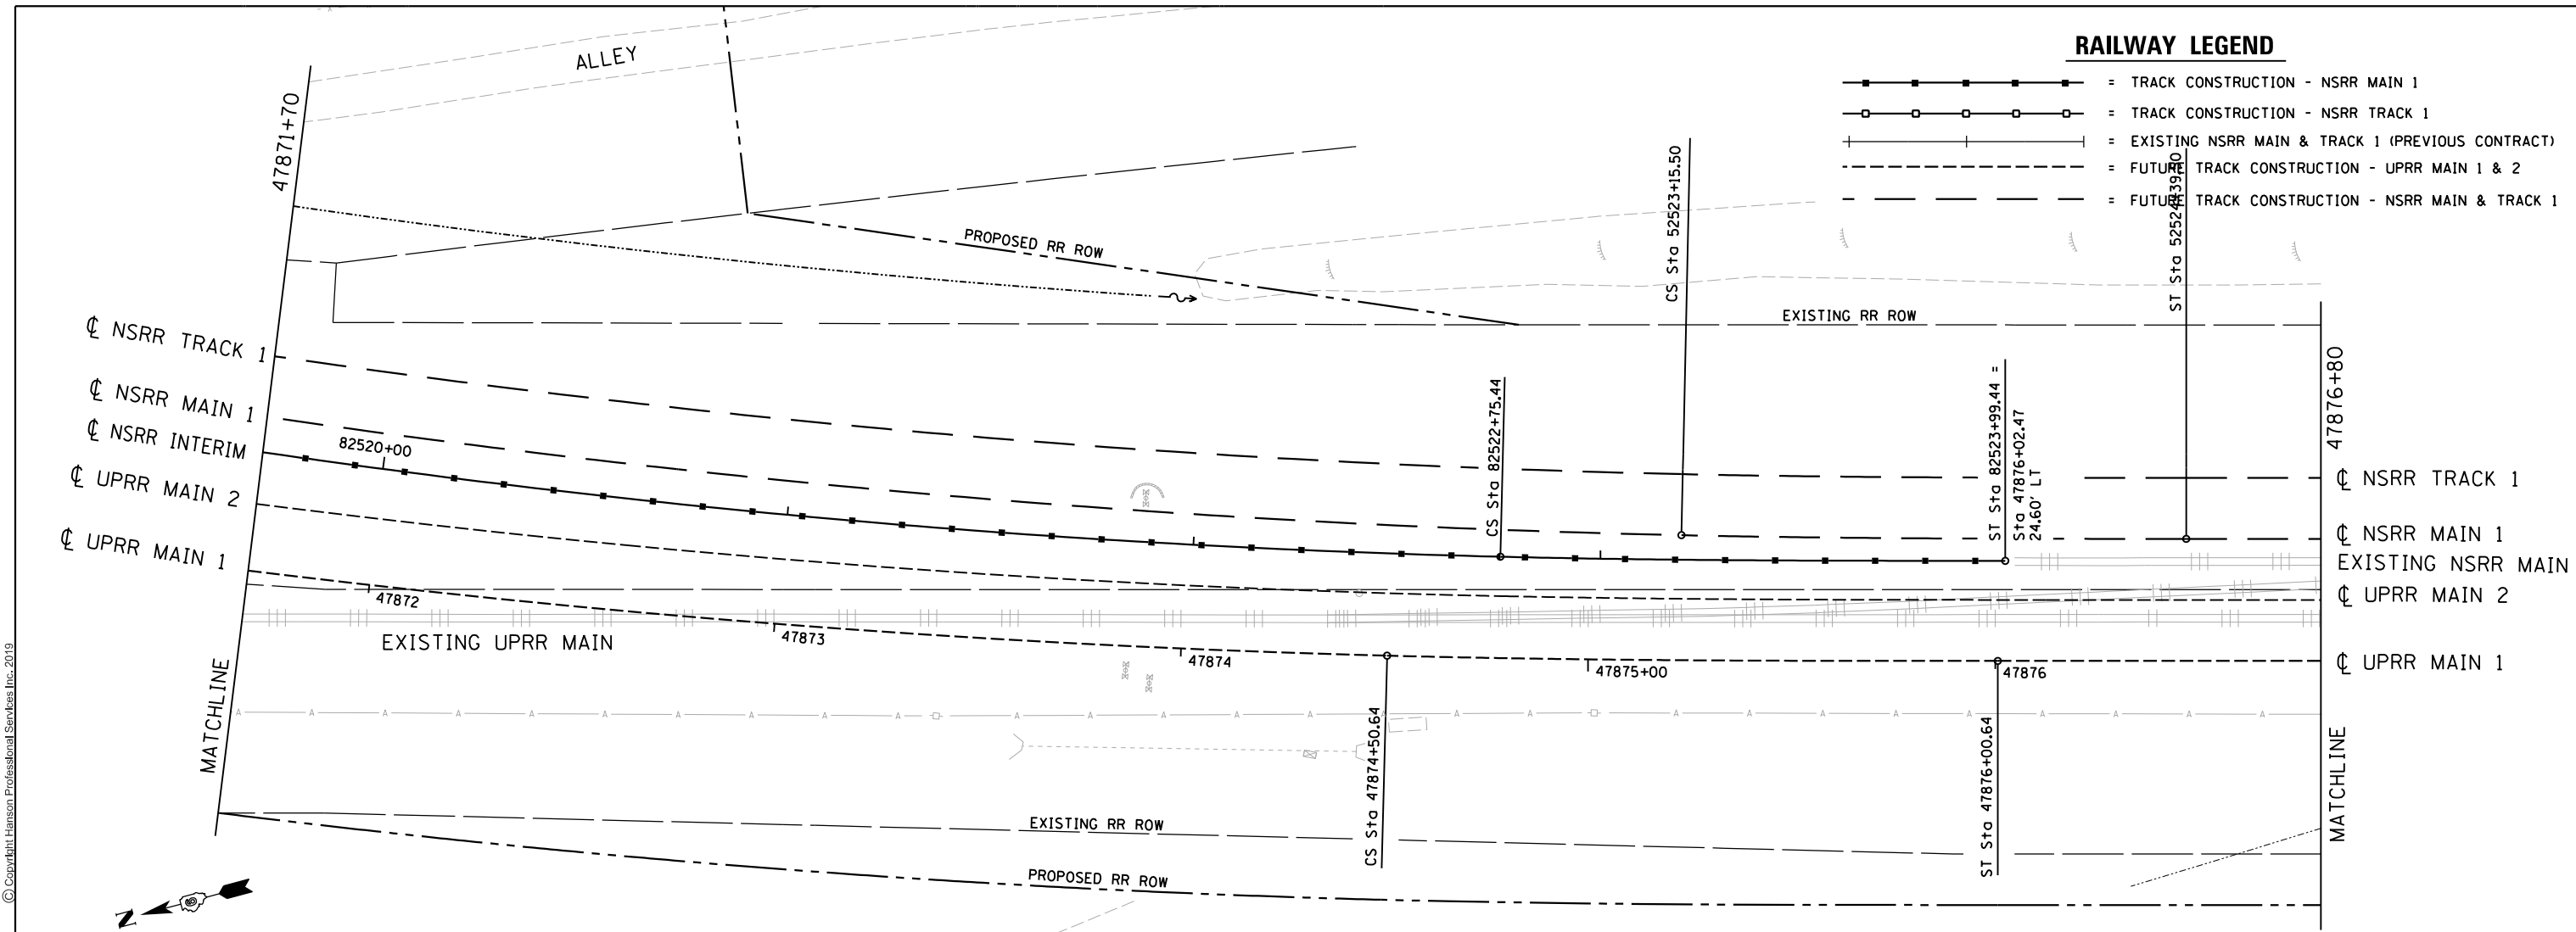 RAILWAY LEGEND
= TRACK CONSTRUCTION - NSRR MAIN 1
= TRACK CONSTRUCTION - NSRR TRACK 1
= EXISTING NSRR MAIN & TRACK 1 (PREVIOUS CONTRACT)
= FUTURE TRACK CONSTRUCTION - UPRR MAIN 1 & 2
= FUTURE TRACK CONSTRUCTION - NSRR MAIN & TRACK 1
ALLEY
47871+70
PROPOSED RR ROW
CS Sta 52523+15.50
ST Sta 52524+39.50
EXISTING RR ROW
℄ NSRR TRACK 1
℄ NSRR MAIN 1
℄ NSRR INTERIM
℄ UPRR MAIN 2
℄ UPRR MAIN 1
82520+00
CS Sta 82522+75.44
ST Sta 82523+99.44 =
Sta 47876+02.47
24.60' LT
47876+80
℄ NSRR TRACK 1
℄ NSRR MAIN 1
EXISTING NSRR MAIN
℄ UPRR MAIN 2
℄ UPRR MAIN 1
47872
47873
47874
47875+00
47876
EXISTING UPRR MAIN
MATCHLINE
A A A A A A A A A A A A A A A A A A A A A A A A A A A
CS Sta 47874+50.64
ST Sta 47876+00.64
MATCHLINE
EXISTING RR ROW
PROPOSED RR ROW
N
© Copyright Hanson Professional Services Inc. 2019